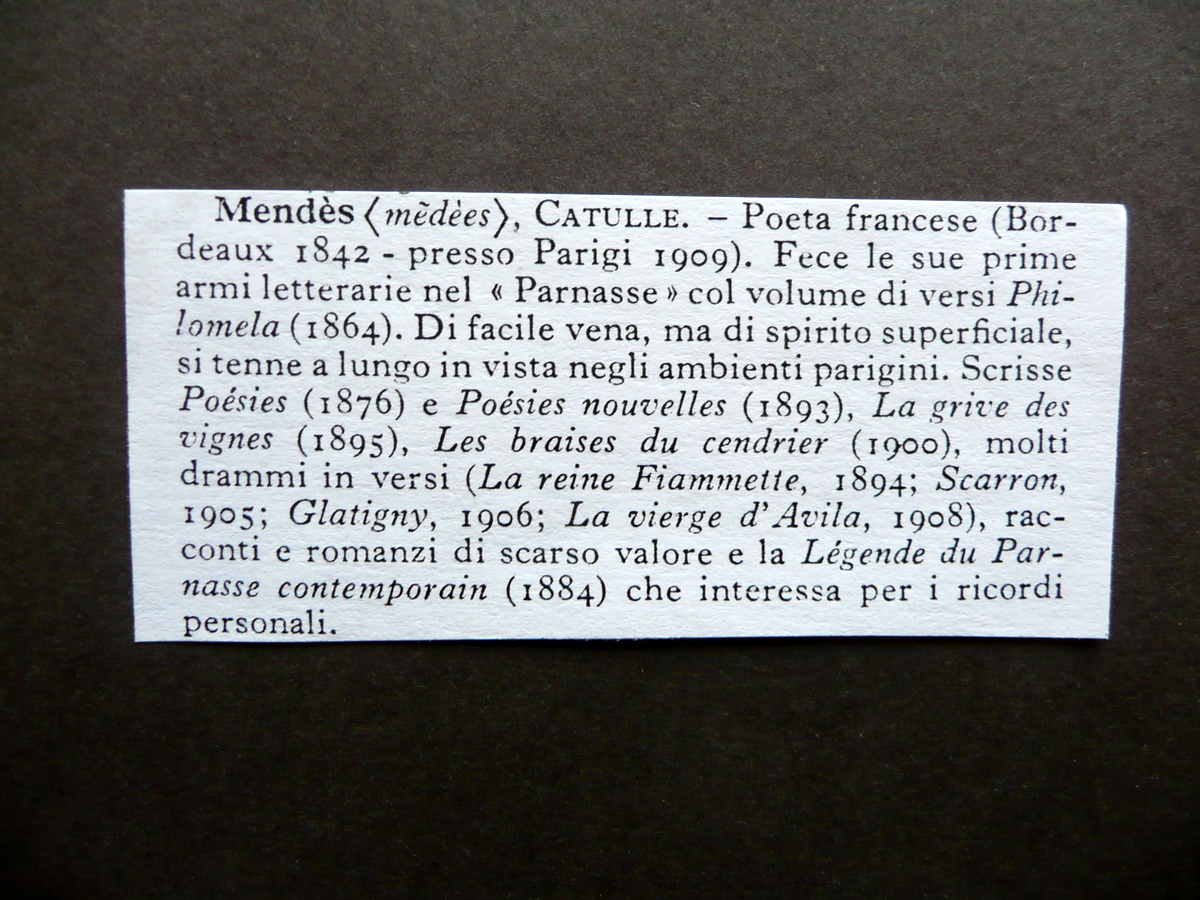 Mendès ⟨mẽdèes⟩, CATULLE. – Poeta francese (Bor-
deaux 1842 - presso Parigi 1909). Fece le sue prime
armi letterarie nel « Parnasse » col volume di versi Phi-
lomela (1864). Di facile vena, ma di spirito superficiale,
si tenne a lungo in vista negli ambienti parigini. Scrisse
Poésies (1876) e Poésies nouvelles (1893), La grive des
vignes (1895), Les braises du cendrier (1900), molti
drammi in versi (La reine Fiammette, 1894; Scarron,
1905; Glatigny, 1906; La vierge d'Avila, 1908), rac-
conti e romanzi di scarso valore e la Légende du Par-
nasse contemporain (1884) che interessa per i ricordi
personali.